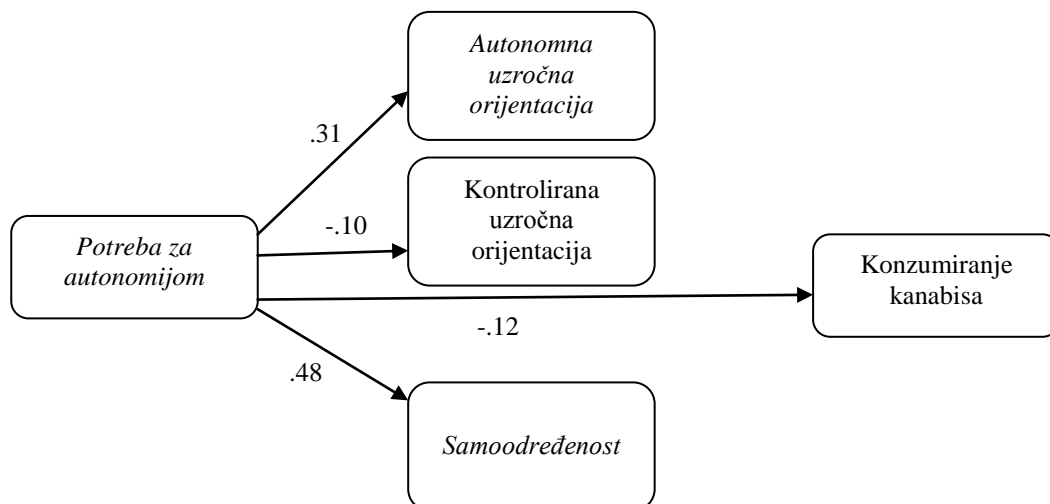 Autonomna
uzročna
orijentacija
.31
Kontrolirana
uzročna
orijentacija
-.10
Potreba za
autonomijom
Konzumiranje
kanabisa
-.12
.48
Samoodređenost